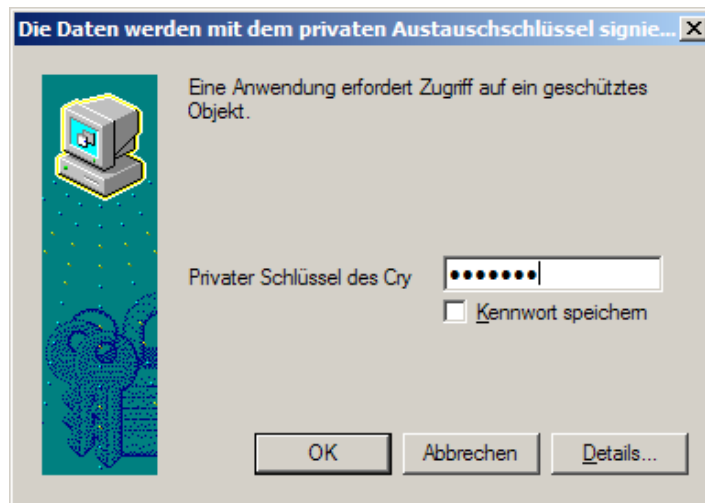 Die Daten werden mit dem privaten Austauschschlüssel signie...
Eine Anwendung erfordert Zugriff auf ein geschütztes
Objekt.
Privater Schlüssel des Cry
•••••••
Kennwort speichern
OK
Abbrechen
Details...